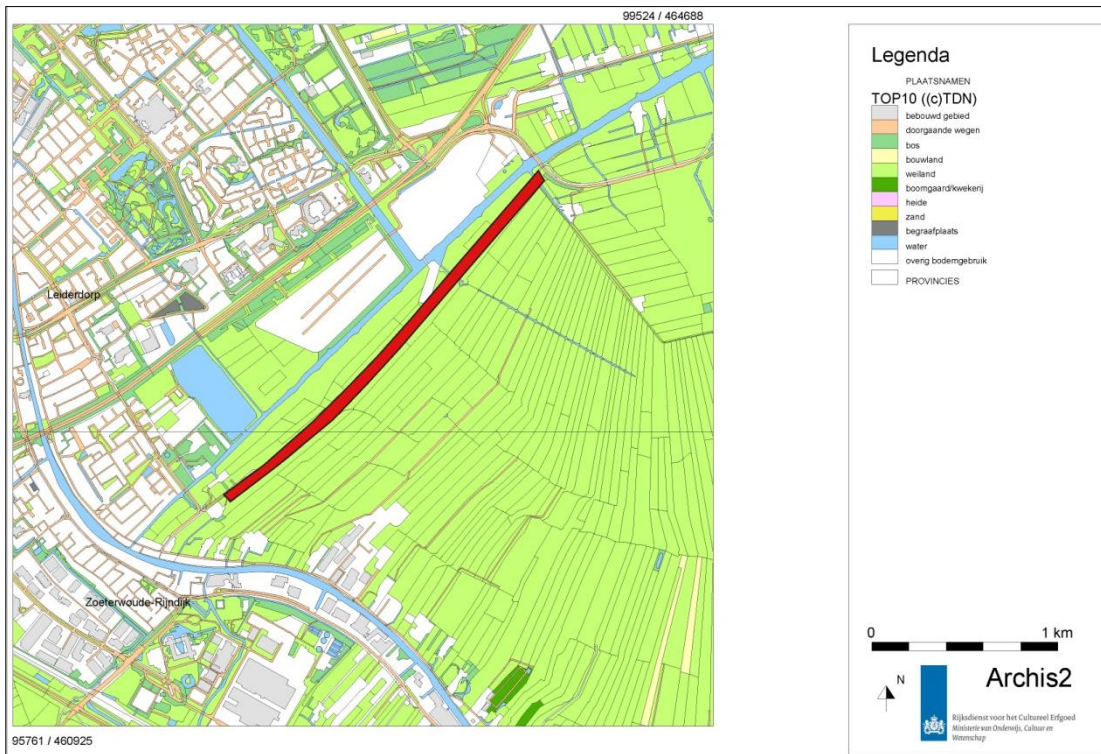 99524 / 464688
Leiderdorp
Zoeterwoude-Rijndijk
95761 / 460925
Legenda
PLAATSNAMEN
TOP10 ((c)TDN)
bebouwd gebied
doorgaande wegen
bos
bouwland
weiland
boomgaard/kwekerij
heide
zand
begraafplaats
water
overig bodemgebruik
PROVINCIES
0 1 km
N
Archis2
Rijksdienst voor het Cultureel Erfgoed
Ministerie van Onderwijs, Cultuur en
Wetenschap